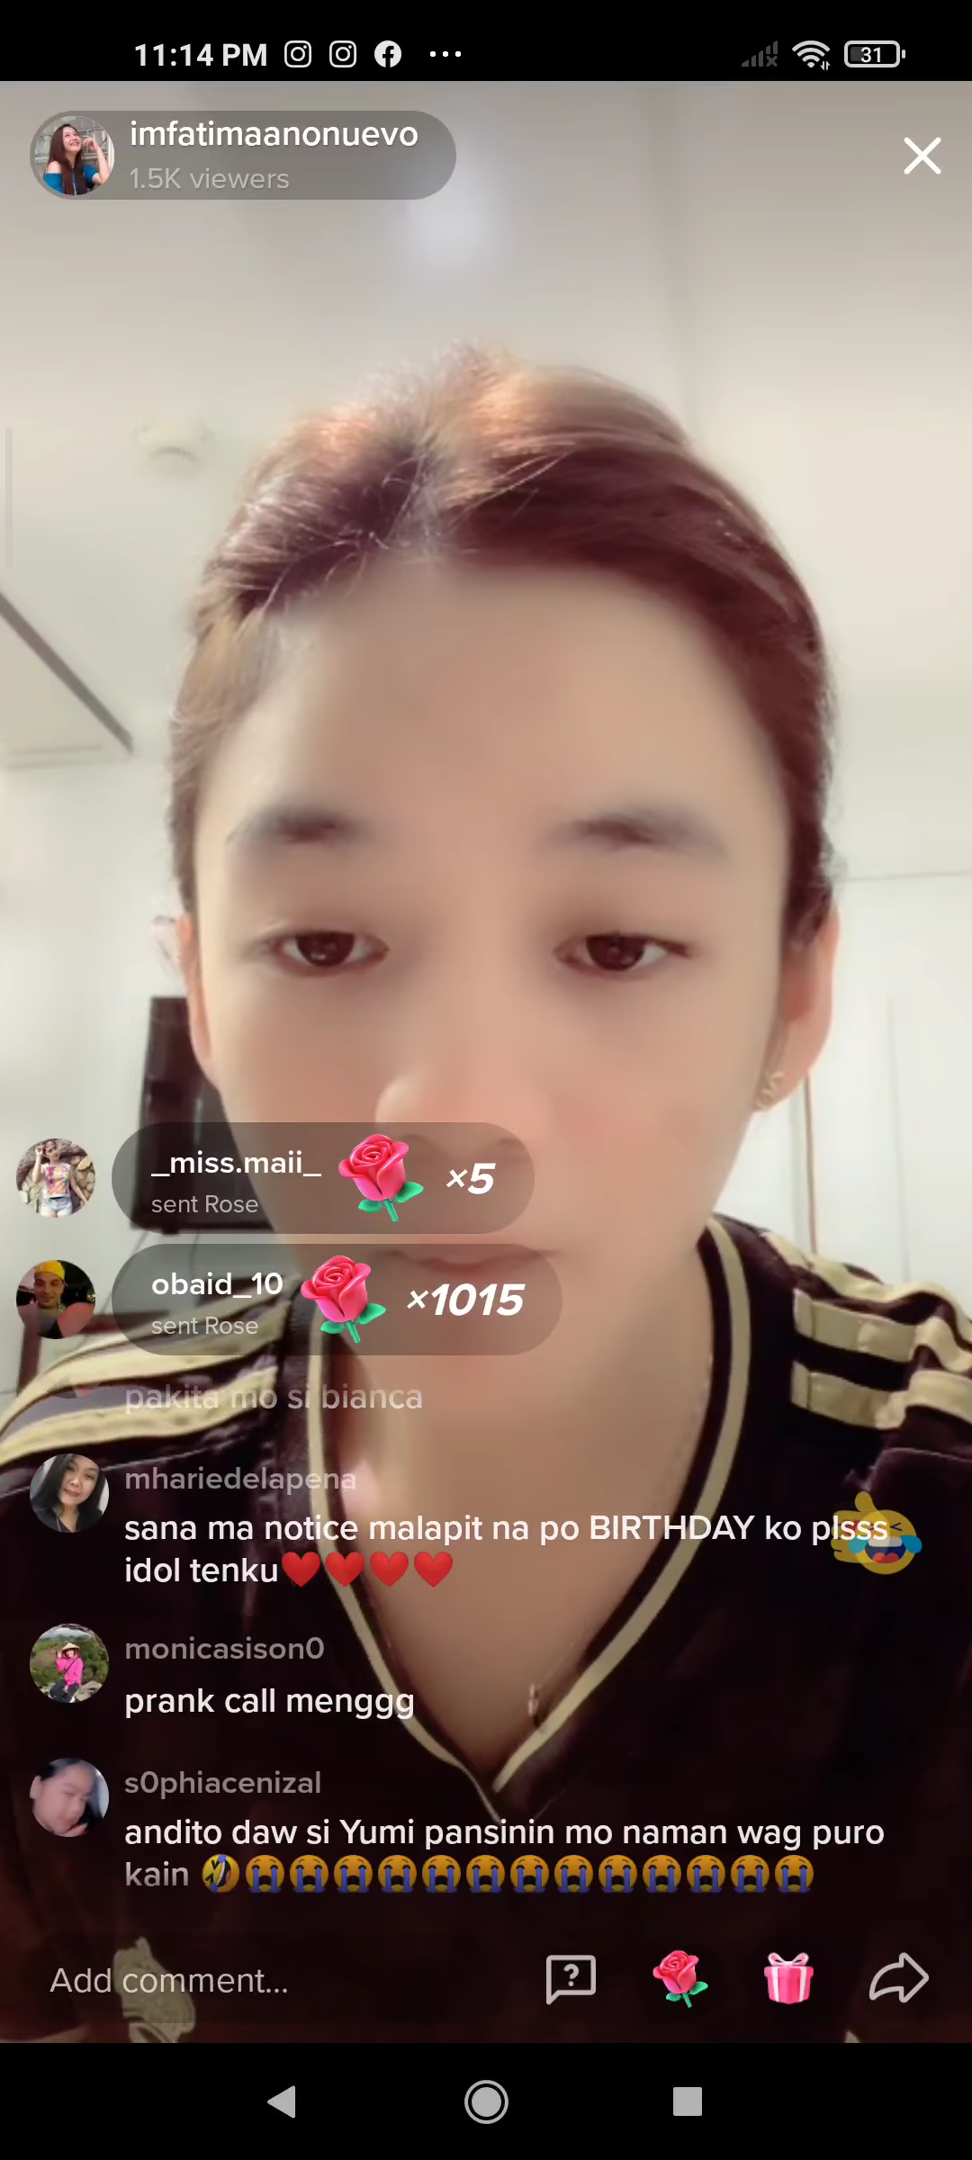 11:14 PM
31
imfatimaanonuevo
1.5K viewers
_miss.maii_
sent Rose
×5
obaid_10
sent Rose
×1015
pakita mo si bianca
mhariedelapena
sana ma notice malapit na po BIRTHDAY ko plsss
idol tenku❤️❤️❤️❤️
monicasison0
prank call menggg
s0phiacenizal
andito daw si Yumi pansinin mo naman wag puro
kain 🤣😭😭😭😭😭😭😭😭😭😭😭😭😭
Add comment...